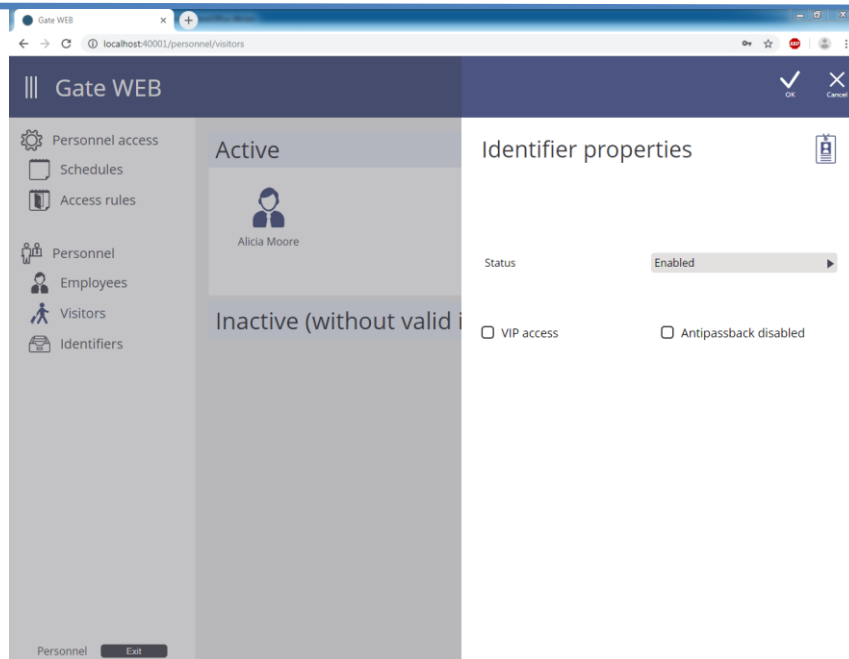 Gate WEB
localhost:40001/personnel/visitors
ABP
Gate WEB
OK
Cancel
Personnel access
Schedules
Access rules
Personnel
Employees
Visitors
Identifiers
Personnel
Exit
Active
Alicia Moore
Inactive (without valid i
Identifier properties
Status
Enabled
VIP access
Antipassback disabled